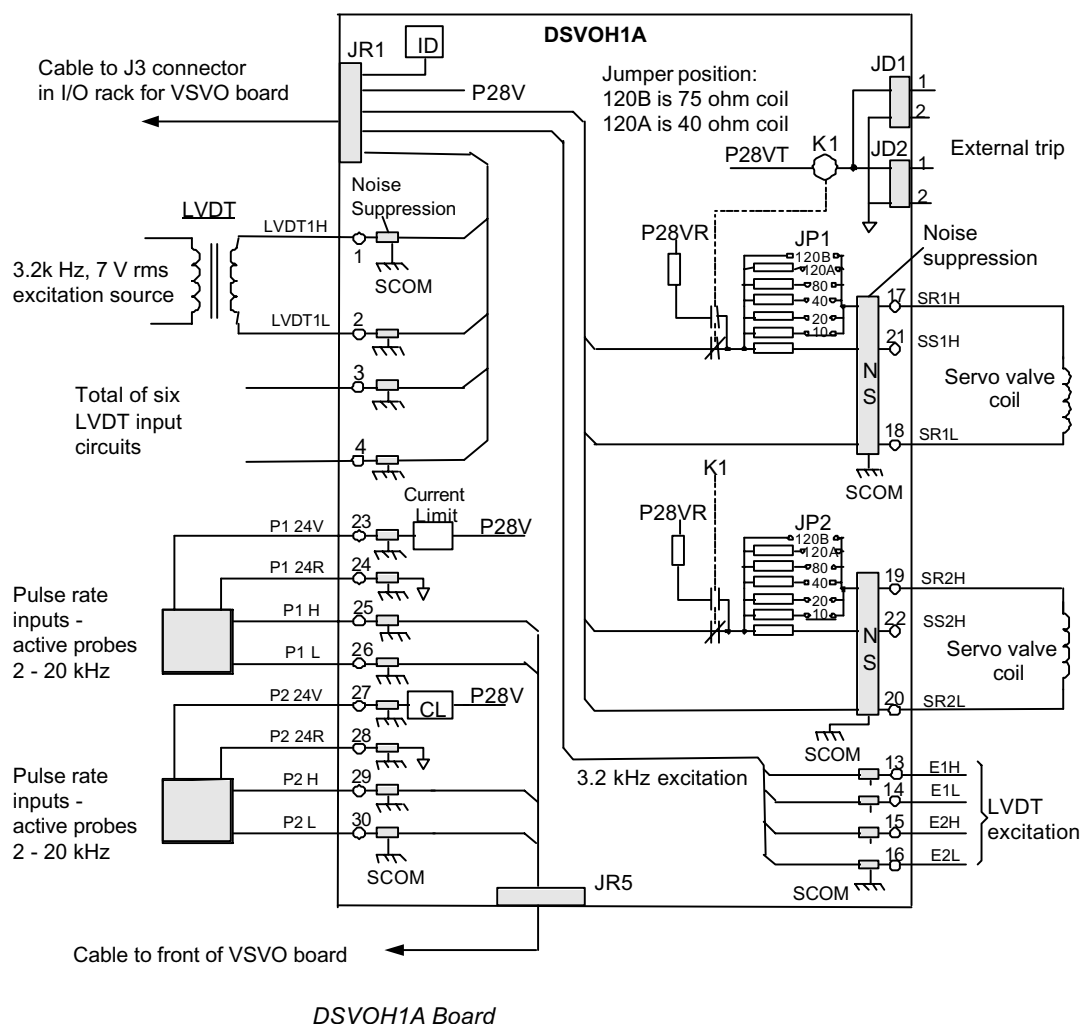 DSVOH1A
ID
JR1
Cable to J3 connector
in I/O rack for VSVO board
P28V
Jumper position:
120B is 75 ohm coil
120A is 40 ohm coil
JD1
1
2
K1
P28VT
JD2
1
2
External trip
Noise
Suppression
LVDT
LVDT1H
1
SCOM
3.2k Hz, 7 V rms
excitation source
LVDT1L
2
3
Total of six
LVDT input
circuits
4
P28VR
JP1
120B
120A
80
40
20
10
Noise
suppression
17
SR1H
21
SS1H
N
S
Servo valve
coil
18
SR1L
SCOM
K1
P28VR
JP2
120B
120A
80
40
20
10
19
SR2H
22
SS2H
N
S
Servo valve
coil
20
SR2L
SCOM
Current
Limit
P1 24V
23
P28V
P1 24R
24
Pulse rate
inputs -
active probes
2 - 20 kHz
P1 H
25
P1 L
26
P2 24V
27
CL
P28V
P2 24R
28
Pulse rate
inputs -
active probes
2 - 20 kHz
P2 H
29
P2 L
30
SCOM
3.2 kHz excitation
13
E1H
14
E1L
15
E2H
16
E2L
LVDT
excitation
SCOM
JR5
Cable to front of VSVO board
DSVOH1A Board